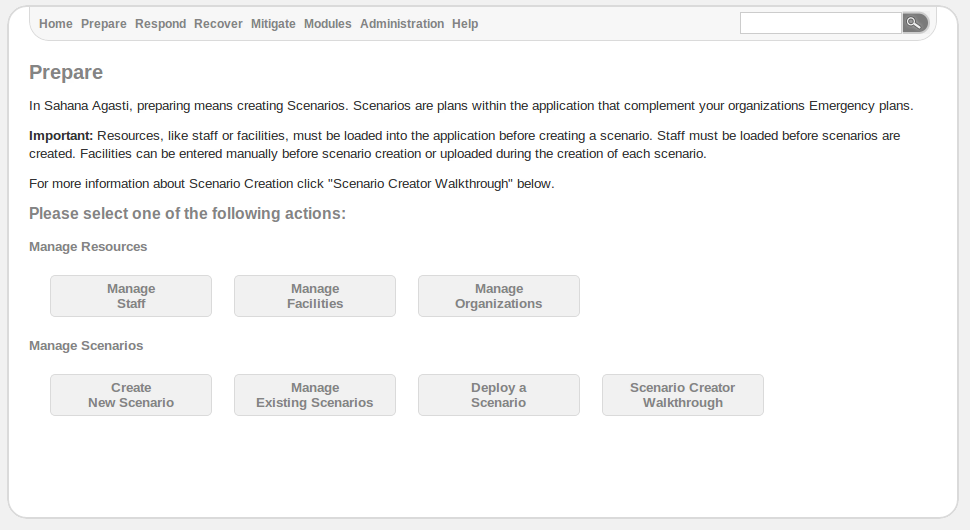 Home Prepare Respond Recover Mitigate Modules Administration Help
Prepare
In Sahana Agasti, preparing means creating Scenarios. Scenarios are plans within the application that complement your organizations Emergency plans.
Important: Resources, like staff or facilities, must be loaded into the application before creating a scenario. Staff must be loaded before scenarios are
created. Facilities can be entered manually before scenario creation or uploaded during the creation of each scenario.
For more information about Scenario Creation click "Scenario Creator Walkthrough" below.
Please select one of the following actions:
Manage Resources
Manage
Staff
Manage
Facilities
Manage
Organizations
Manage Scenarios
Create
New Scenario
Manage
Existing Scenarios
Deploy a
Scenario
Scenario Creator
Walkthrough